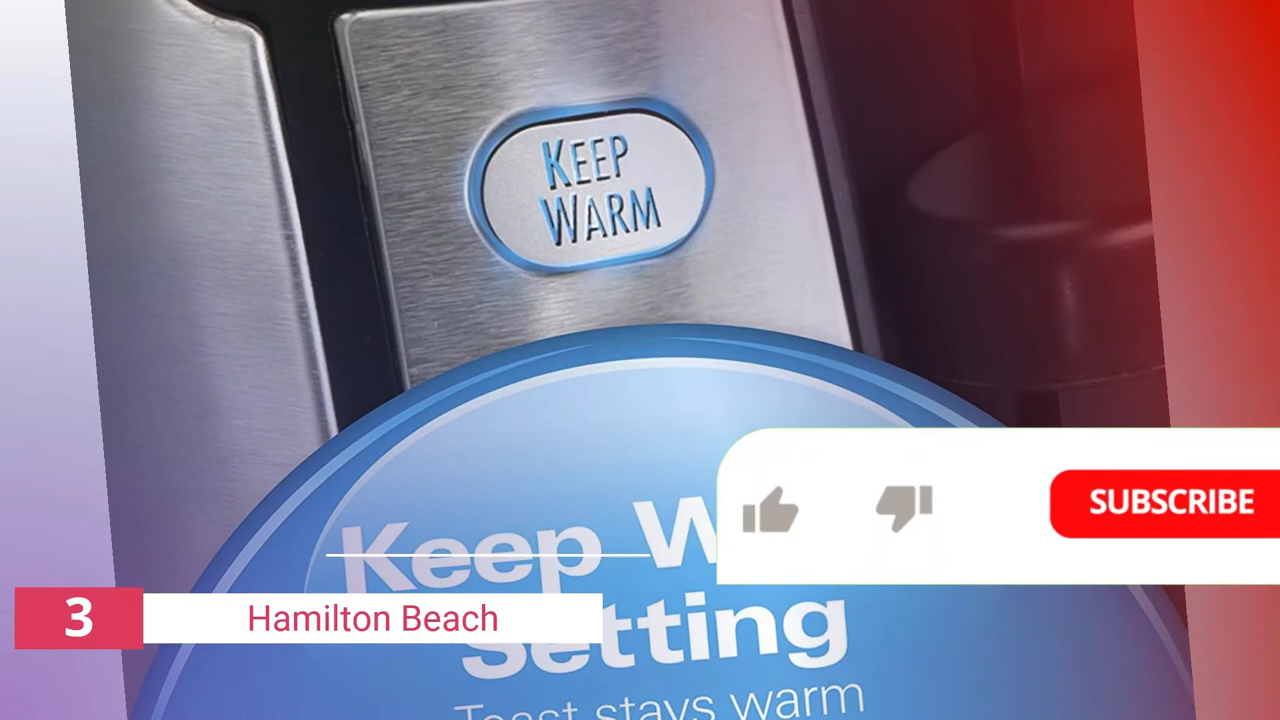 KEEP
WARM
SUBSCRIBE
Keep
Setting
3
Hamilton Beach
Toast stays warm